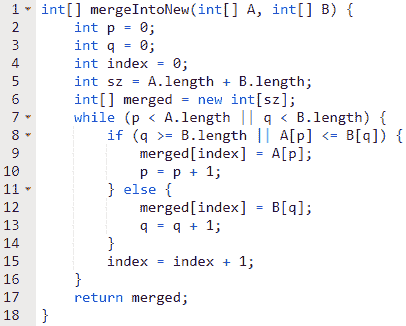 1 int[] mergeIntoNew(int[] A, int[] B) {
2     int p = 0;
3     int q = 0;
4     int index = 0;
5     int sz = A.length + B.length;
6     int[] merged = new int[sz];
7     while (p < A.length || q < B.length) {
8         if (q >= B.length || A[p] <= B[q]) {
9             merged[index] = A[p];
10             p = p + 1;
11         } else {
12             merged[index] = B[q];
13             q = q + 1;
14         }
15         index = index + 1;
16     }
17     return merged;
18 }